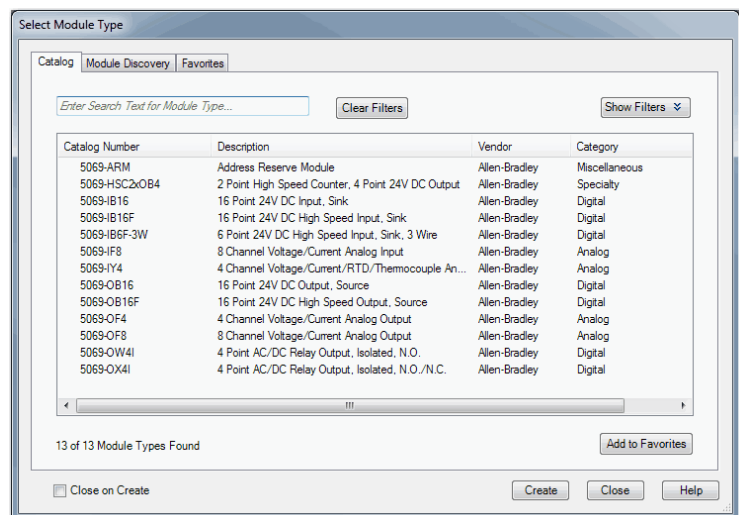 Select Module Type
Catalog Module Discovery Favorites
Enter Search Text for Module Type... Clear Filters Show Filters
Catalog Number Description Vendor Category
5069-ARM Address Reserve Module Allen-Bradley Miscellaneous
5069-HSC2xOB4 2 Point High Speed Counter, 4 Point 24V DC Output Allen-Bradley Specialty
5069-IB16 16 Point 24V DC Input, Sink Allen-Bradley Digital
5069-IB16F 16 Point 24V DC High Speed Input, Sink Allen-Bradley Digital
5069-IB6F-3W 6 Point 24V DC High Speed Input, Sink, 3 Wire Allen-Bradley Digital
5069-IF8 8 Channel Voltage/Current Analog Input Allen-Bradley Analog
5069-IY4 4 Channel Voltage/Current/RTD/Thermocouple An... Allen-Bradley Analog
5069-OB16 16 Point 24V DC Output, Source Allen-Bradley Digital
5069-OB16F 16 Point 24V DC High Speed Output, Source Allen-Bradley Digital
5069-OF4 4 Channel Voltage/Current Analog Output Allen-Bradley Analog
5069-OF8 8 Channel Voltage/Current Analog Output Allen-Bradley Analog
5069-OW4I 4 Point AC/DC Relay Output, Isolated, N.O. Allen-Bradley Digital
5069-OX4I 4 Point AC/DC Relay Output, Isolated, N.O./N.C. Allen-Bradley Digital
13 of 13 Module Types Found Add to Favorites
Close on Create Create Close Help